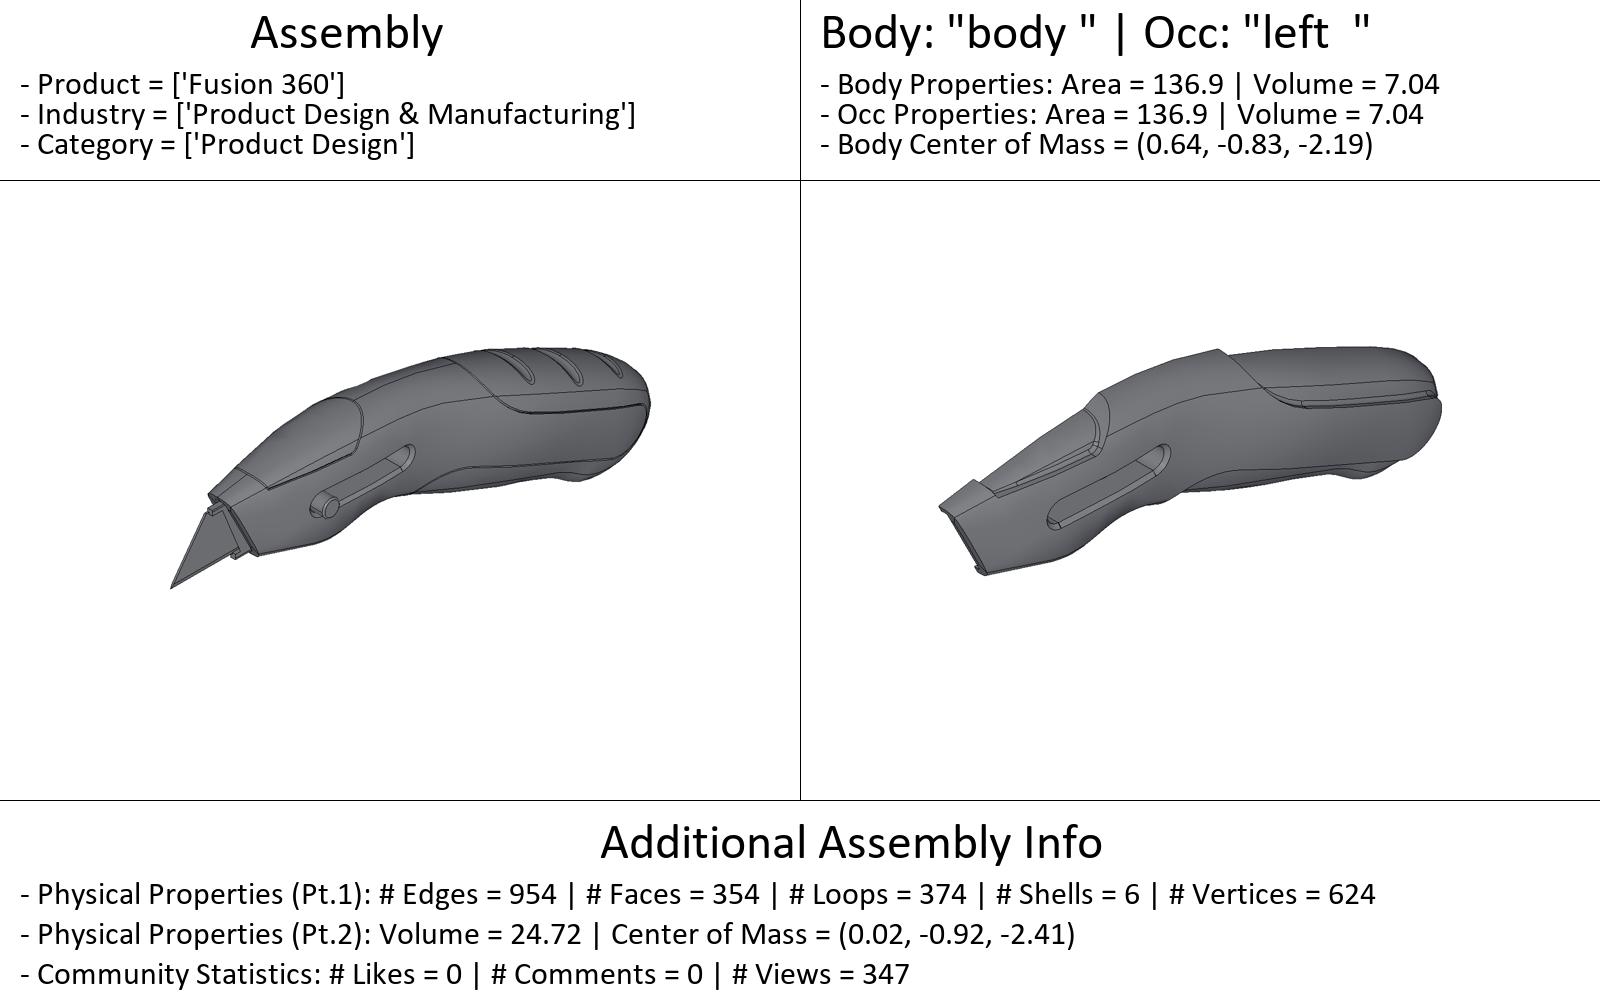 Assembly
- Product = ['Fusion 360']
- Industry = ['Product Design & Manufacturing']
- Category = ['Product Design']
Body: "body " | Occ: "left  "
- Body Properties: Area = 136.9 | Volume = 7.04
- Occ Properties: Area = 136.9 | Volume = 7.04
- Body Center of Mass = (0.64, -0.83, -2.19)
Additional Assembly Info
- Physical Properties (Pt.1): # Edges = 954 | # Faces = 354 | # Loops = 374 | # Shells = 6 | # Vertices = 624
- Physical Properties (Pt.2): Volume = 24.72 | Center of Mass = (0.02, -0.92, -2.41)
- Community Statistics: # Likes = 0 | # Comments = 0 | # Views = 347